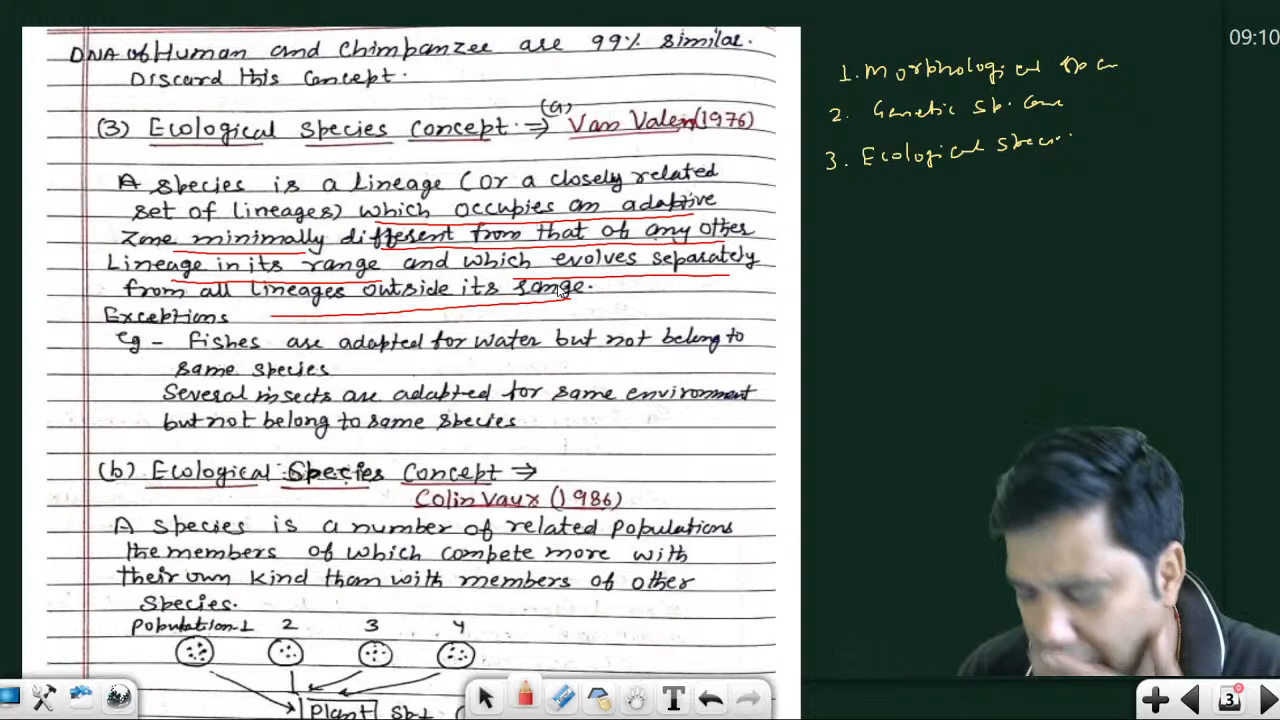 DNA of Human and Chimpanzee are 99% similar.
Discard this concept.
(3) Ecological Species Concept ⇒ (a) Van Valen (1976)
A species is a lineage (or a closely related
set of lineages) which occupies an adaptive
Zone minimally different from that of any other
Lineage in its range and which evolves separately
from all lineages outside its range.
Exceptions
eg - fishes are adapted for water but not belong to
same species
Several insects are adapted for same environment
but not belong to same species
(b) Ecological Species Concept ⇒
Colinvaux (1986)
A species is a number of related populations
the members of which compete more with
their own kind than with members of other
Species.
Population-1 2 3 4
Plant Sp1
1. Morphological
2. Genetic Sp.
3. Ecological
09:10
T
3